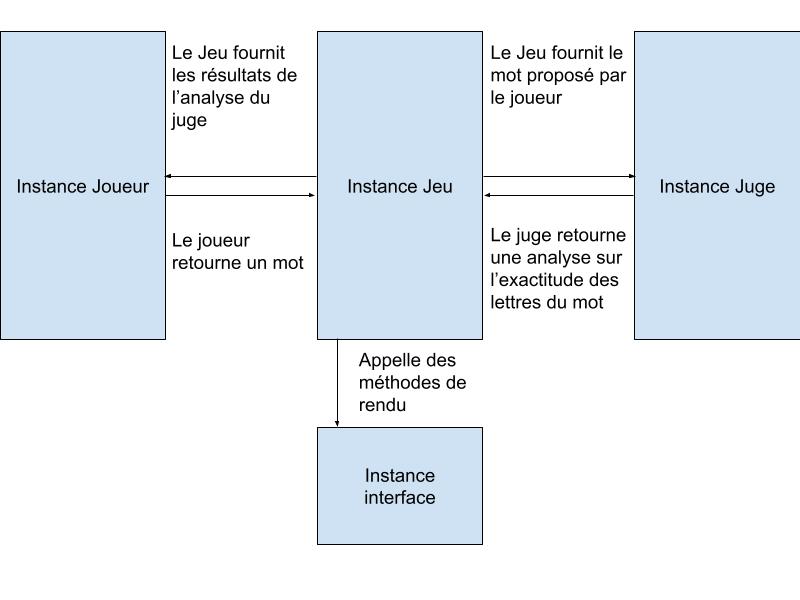 Le Jeu fournit
les résultats de
l'analyse du
juge
Le Jeu fournit le
mot proposé par
le joueur
Instance Joueur
Instance Jeu
Instance Juge
Le joueur
retourne un mot
Le juge retourne
une analyse sur
l'exactitude des
lettres du mot
Appelle des
méthodes de
rendu
Instance
interface